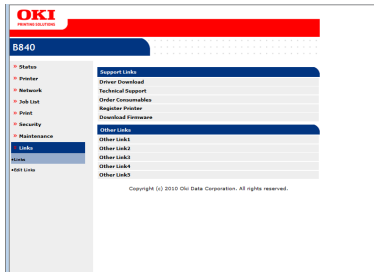 OKI
PRINTING SOLUTIONS
B840
Status
Printer
Network
Job List
Print
Security
Maintenance
Links
Links
Edit Links
Support Links
Driver Download
Technical Support
Order Consumables
Register Printer
Download Firmware
Other Links
Other Link1
Other Link2
Other Link3
Other Link4
Other Link5
Copyright (c) 2010 Oki Data Corporation. All rights reserved.